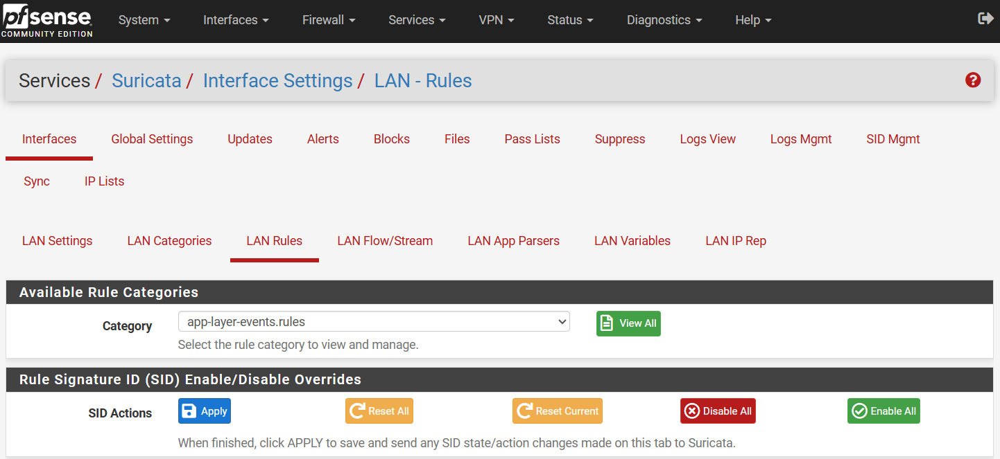 pfsense
COMMUNITY EDITION
System Interfaces Firewall Services VPN Status Diagnostics Help
Services / Suricata / Interface Settings / LAN - Rules
Interfaces Global Settings Updates Alerts Blocks Files Pass Lists Suppress Logs View Logs Mgmt SID Mgmt
Sync IP Lists
LAN Settings LAN Categories LAN Rules LAN Flow/Stream LAN App Parsers LAN Variables LAN IP Rep
Available Rule Categories
Category app-layer-events.rules View All
Select the rule category to view and manage.
Rule Signature ID (SID) Enable/Disable Overrides
SID Actions Apply Reset All Reset Current Disable All Enable All
When finished, click APPLY to save and send any SID state/action changes made on this tab to Suricata.